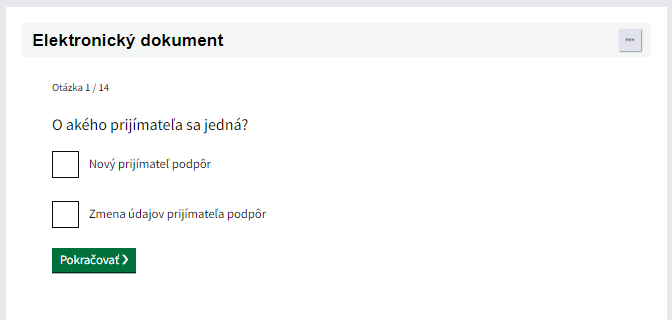 Elektronický dokument
Otázka 1 / 14
O akého prijímateľa sa jedná?
Nový prijímateľ podpôr
Zmena údajov prijímateľa podpôr
Pokračovať